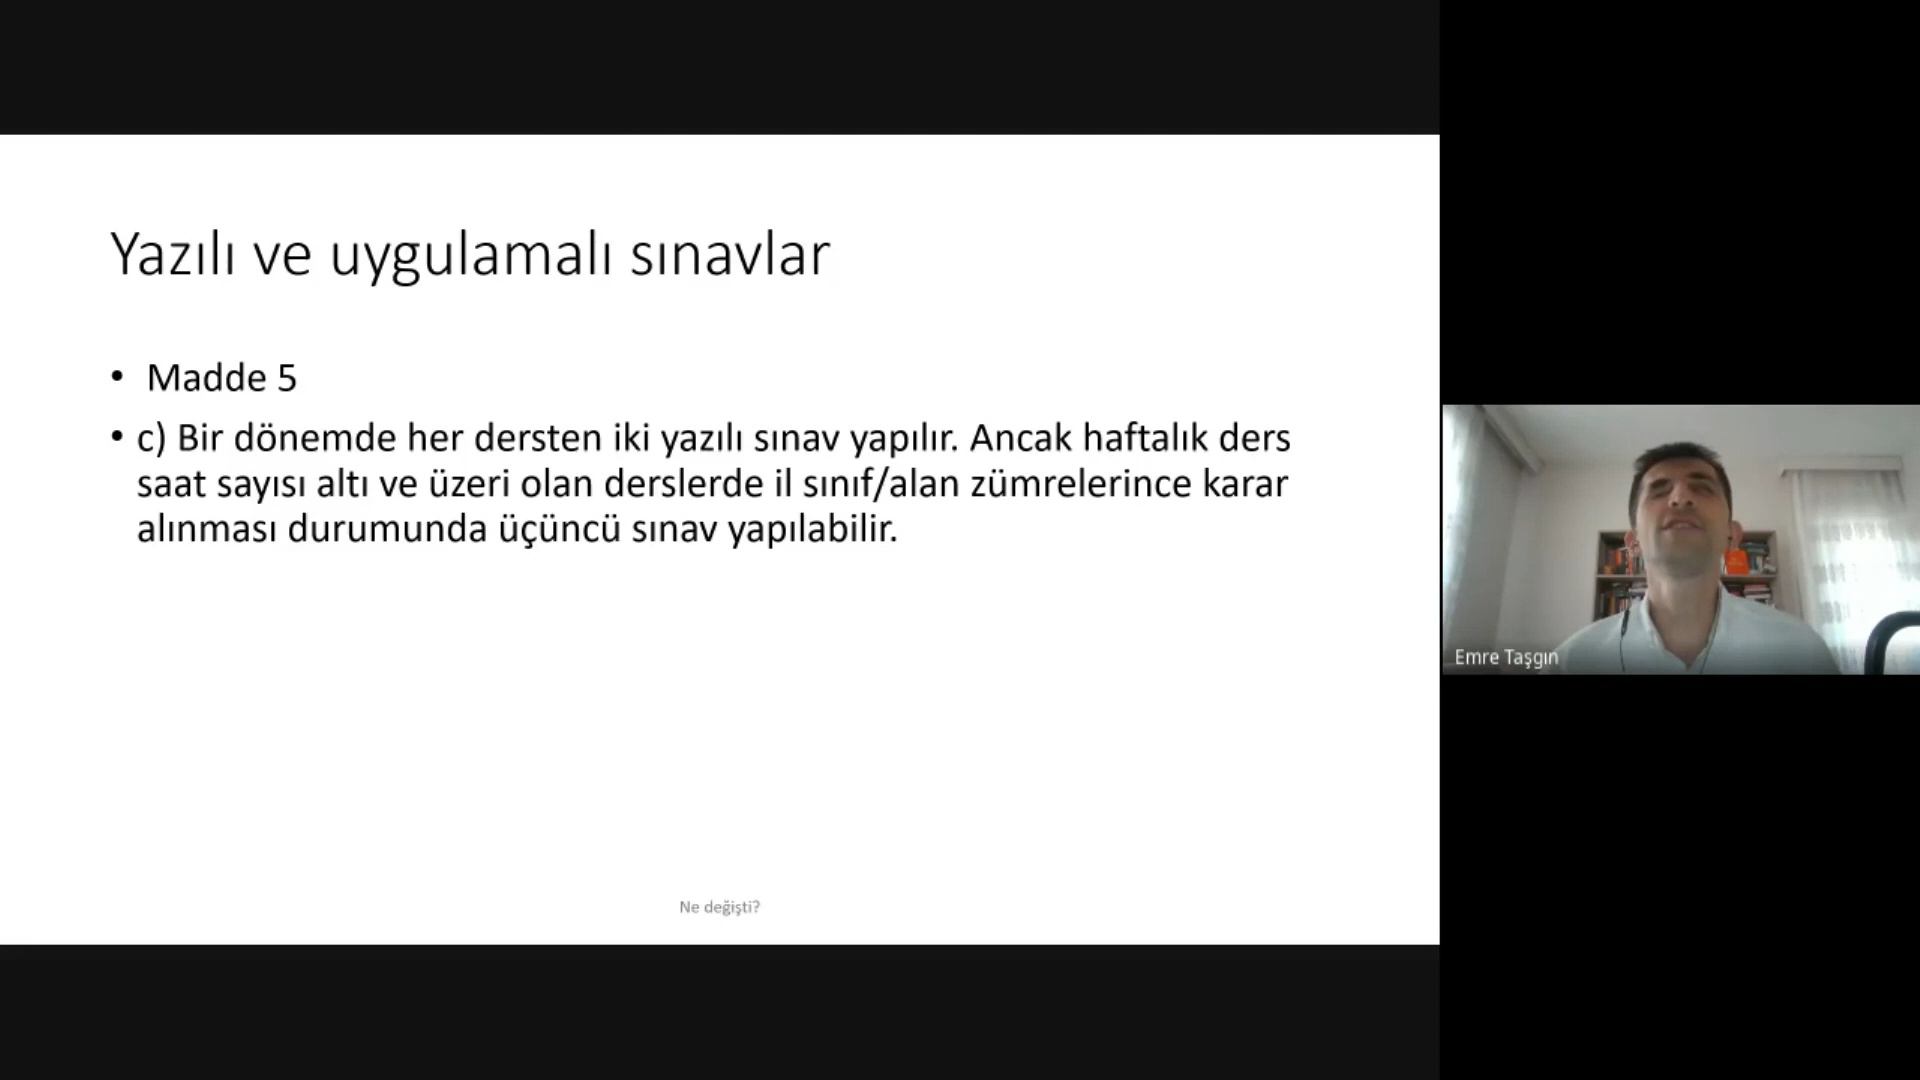 Yazılı ve uygulamalı sınavlar
• Madde 5
• c) Bir dönemde her dersten iki yazılı sınav yapılır. Ancak haftalık ders
saat sayısı altı ve üzeri olan derslerde il sınıf/alan zümrelerince karar
alınması durumunda üçüncü sınav yapılabilir.
Ne değişti?
Emre Taşgın